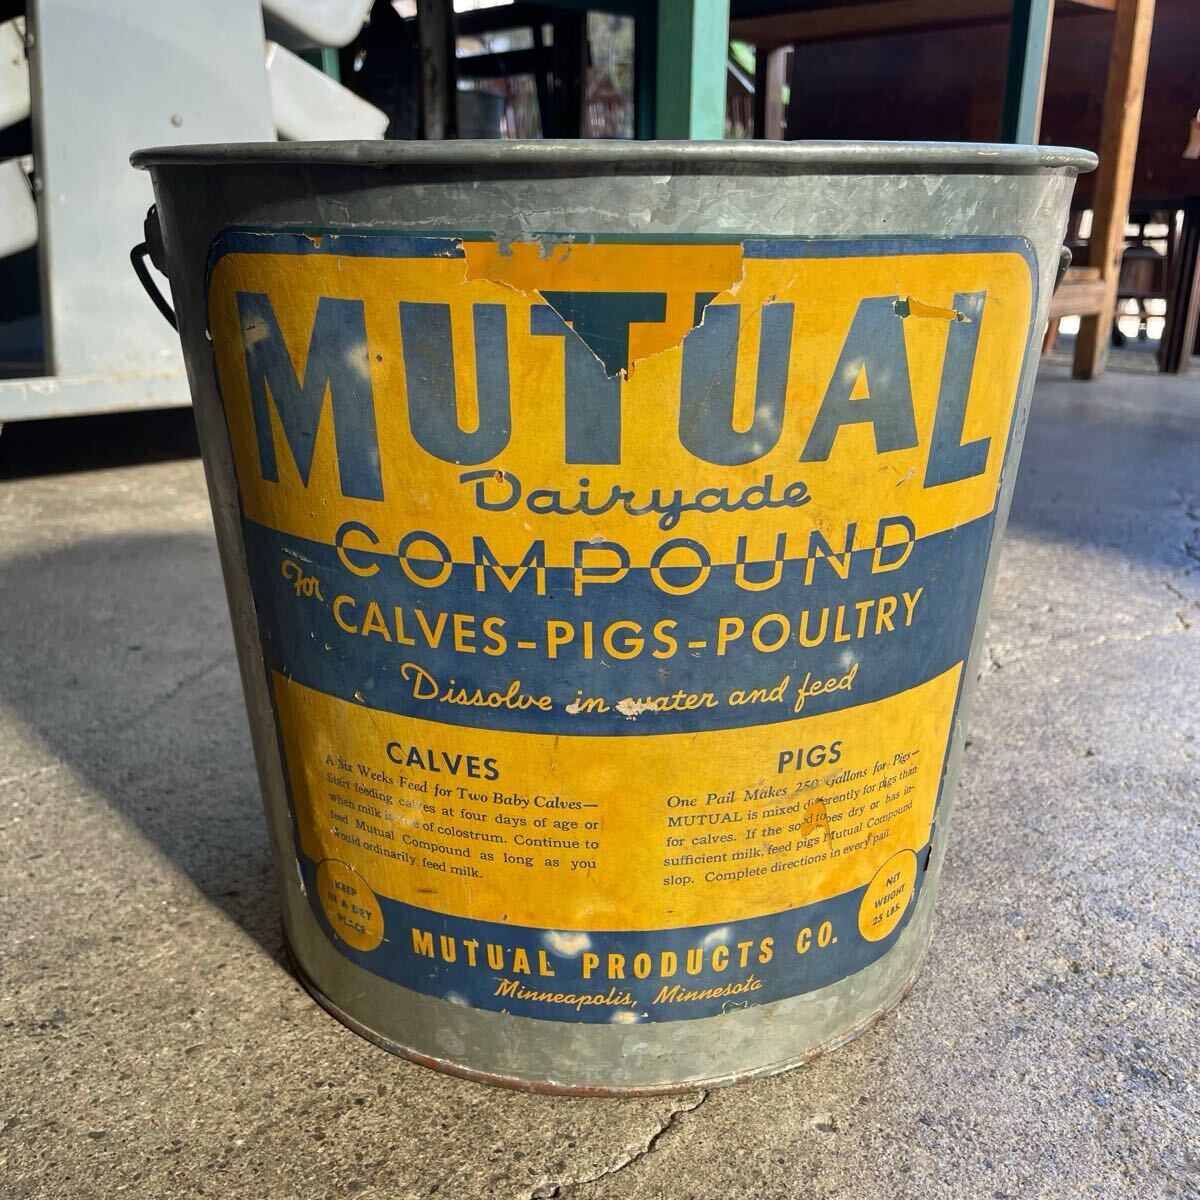 MUTUAL
Dairyade
COMPOUND
For
CALVES-PIGS-POULTRY
Dissolve in water and feed
CALVES
A Six Weeks Feed for Two Baby Calves—
Start feeding calves at four days of age or
when milk is free of colostrum. Continue to
feed Mutual Compound as long as you
would ordinarily feed milk.
PIGS
One Pail Makes 250 Gallons for Pigs—
MUTUAL is mixed differently for pigs than
for calves. If the sow goes dry or has in-
sufficient milk, feed pigs Mutual Compound
slop. Complete directions in every pail.
KEEP
IN A DRY
PLACE
NET
WEIGHT
25 LBS.
MUTUAL PRODUCTS CO.
Minneapolis, Minnesota